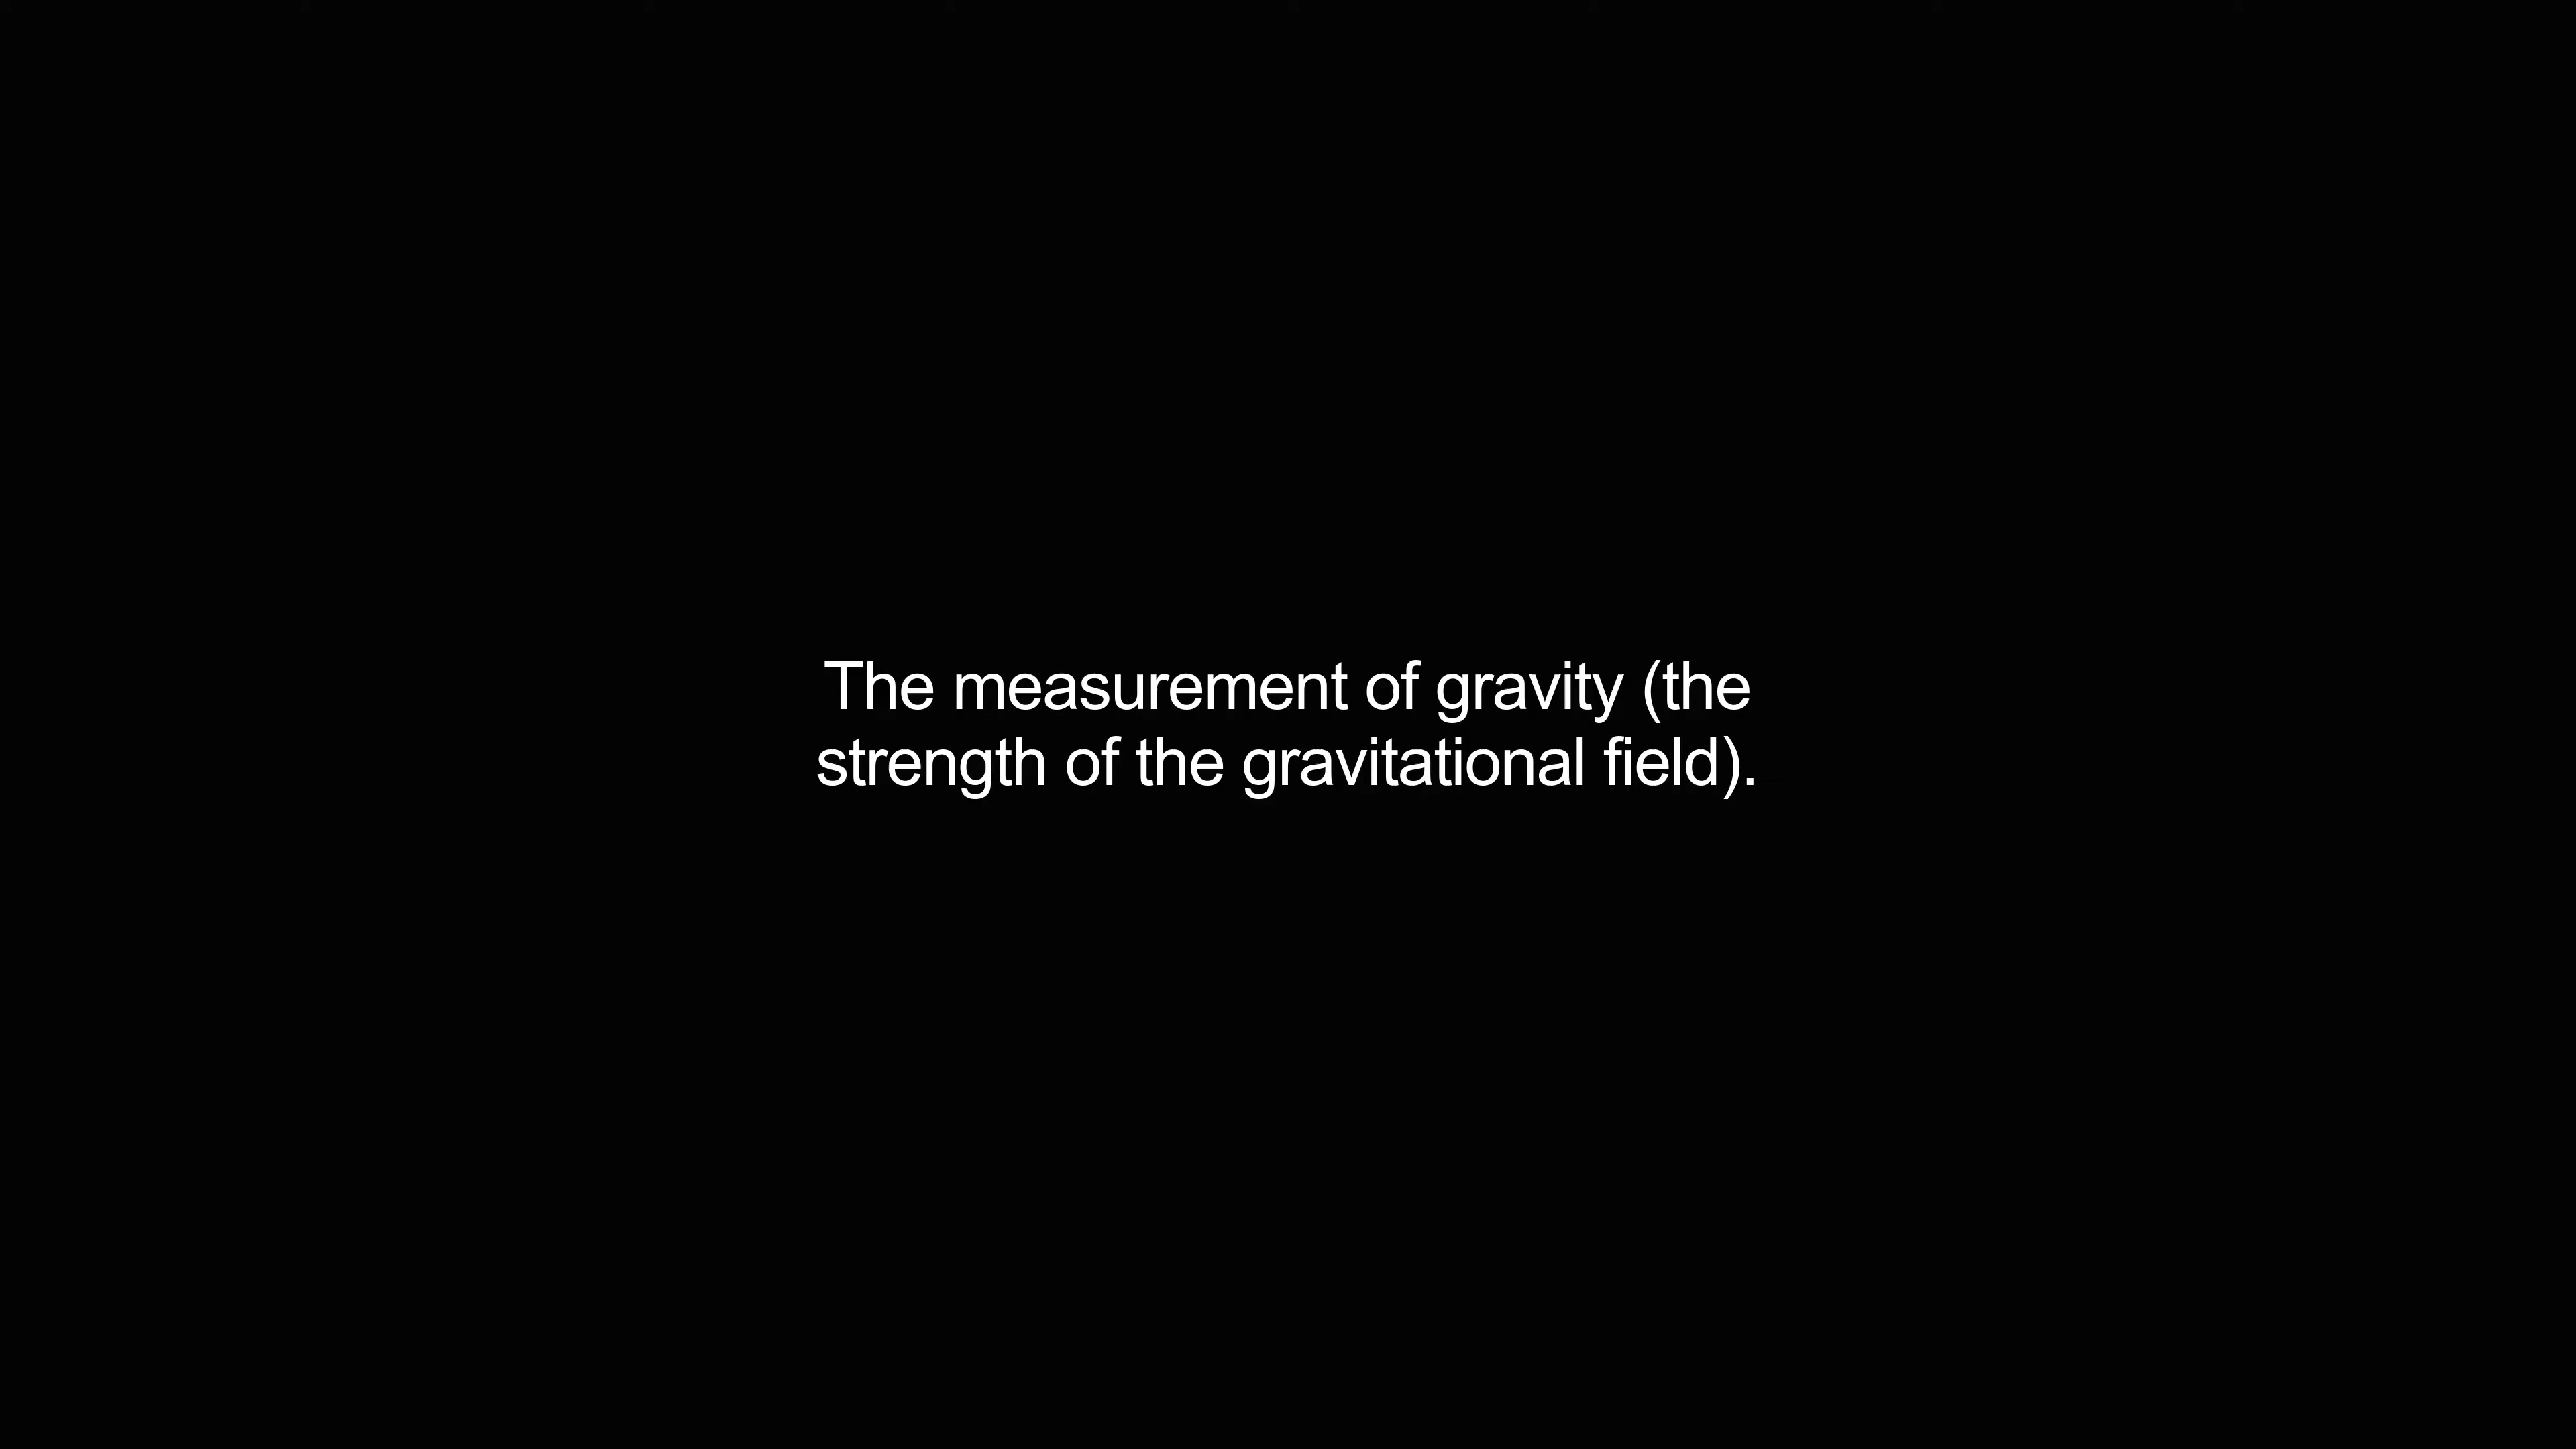 The measurement of gravity (the
strength of the gravitational field).